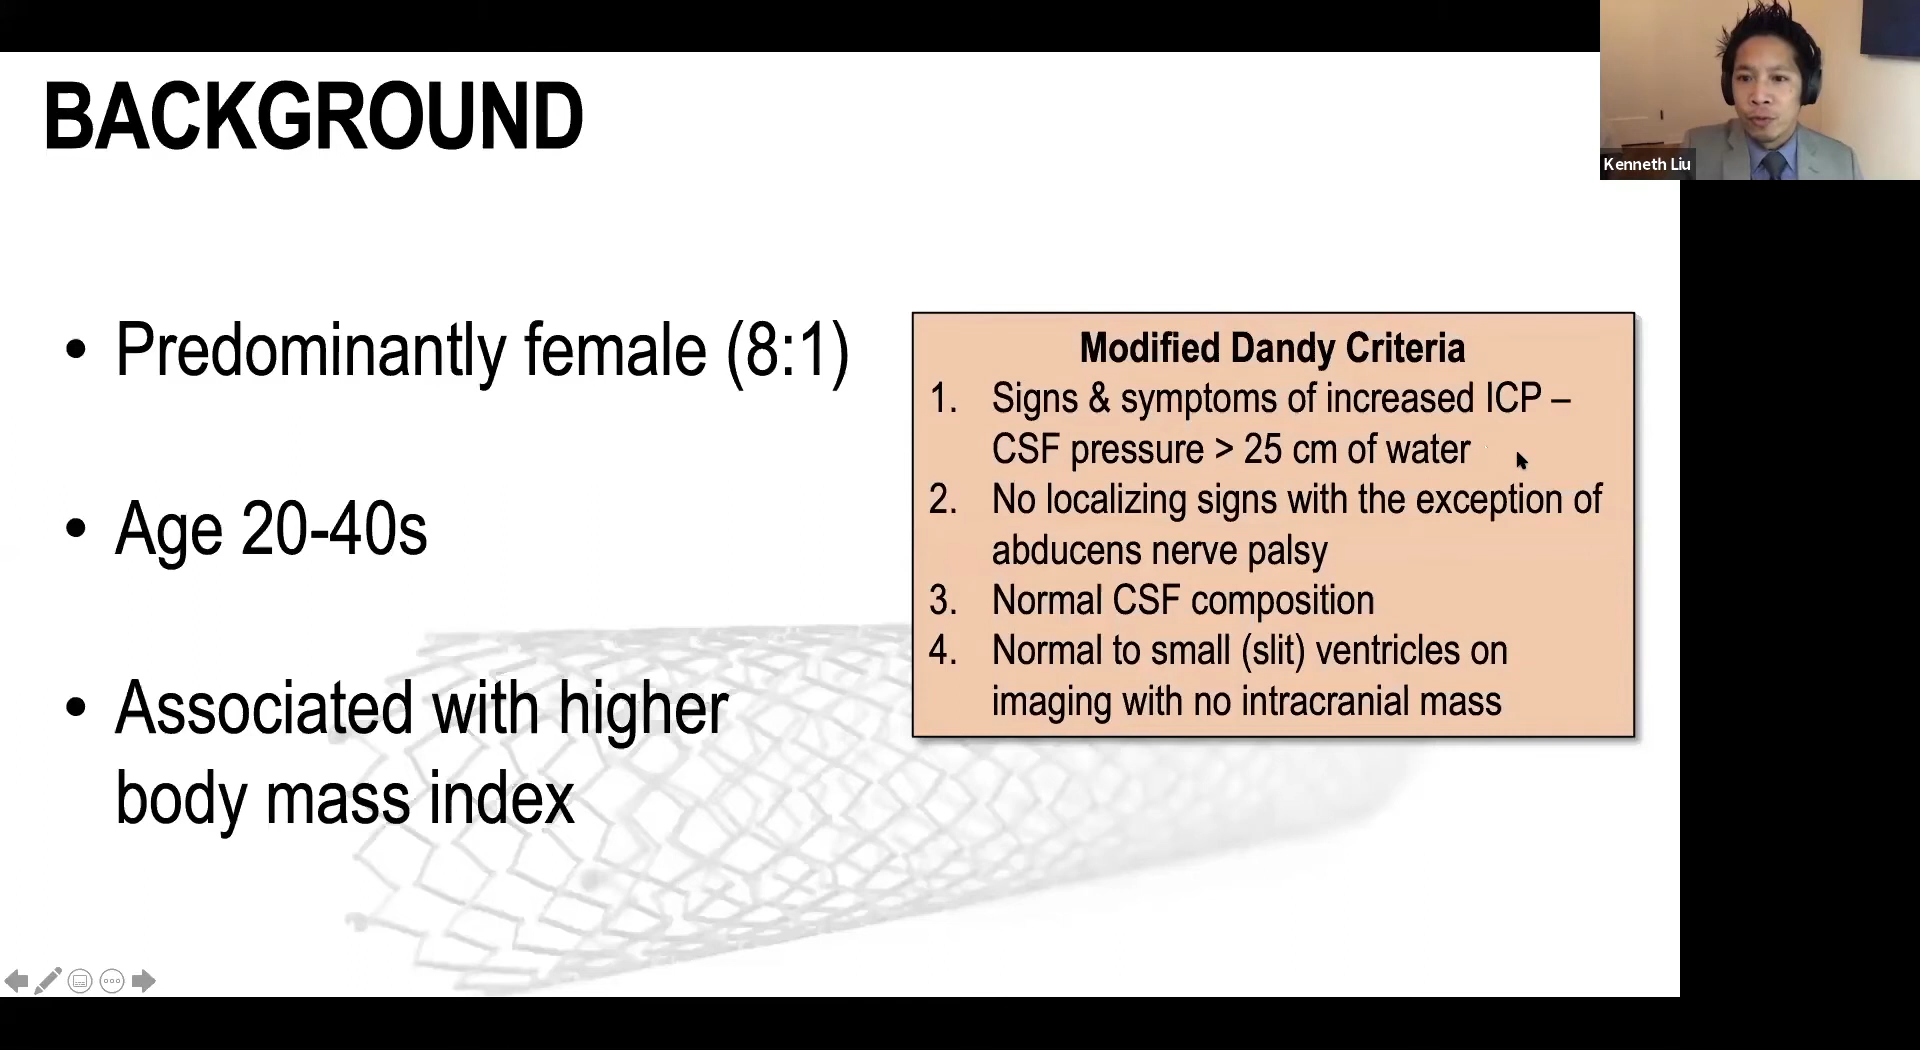 BACKGROUND
Kenneth Liu
• Predominantly female (8:1)
• Age 20-40s
• Associated with higher
body mass index
Modified Dandy Criteria
1. Signs & symptoms of increased ICP –
CSF pressure > 25 cm of water
2. No localizing signs with the exception of
abducens nerve palsy
3. Normal CSF composition
4. Normal to small (slit) ventricles on
imaging with no intracranial mass